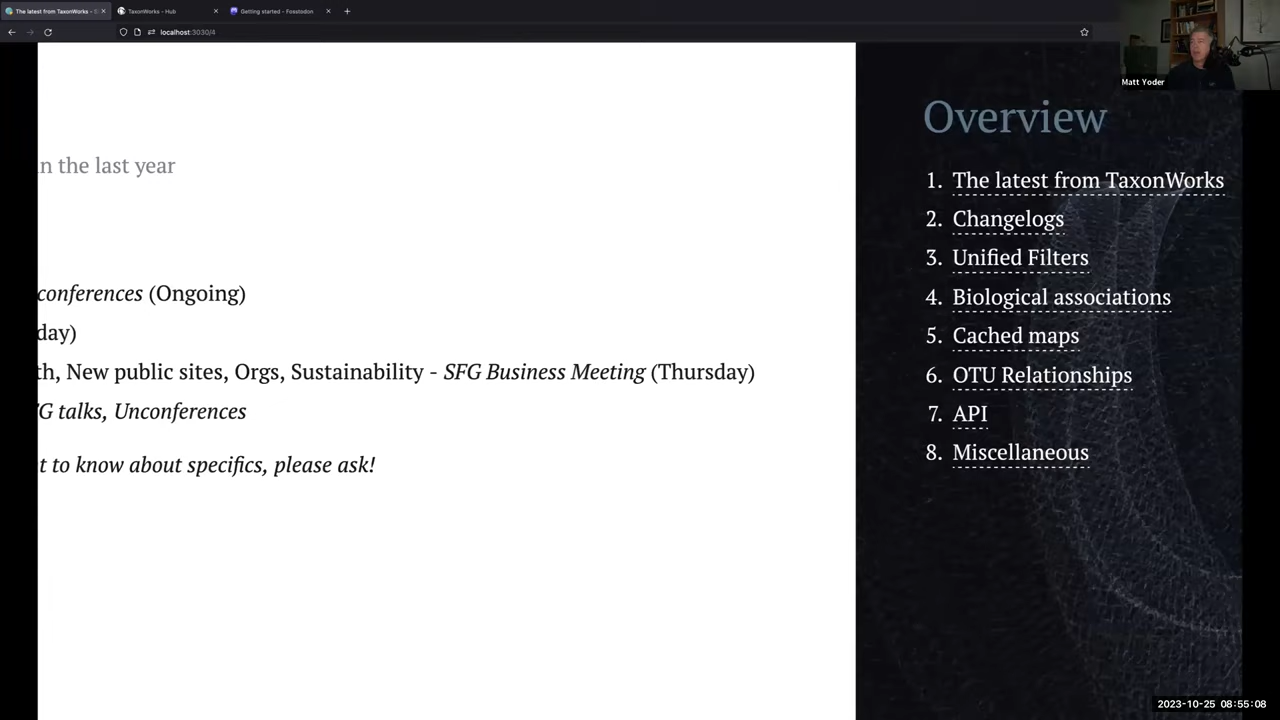 The latest from TaxonWorks
TaxonWorks - Hub
Getting started - Fosstodon
localhost:3030/4
Matt Yoder
n the last year
conferences (Ongoing)
day)
th, New public sites, Orgs, Sustainability - SFG Business Meeting (Thursday)
G talks, Unconferences
t to know about specifics, please ask!
Overview
1. The latest from TaxonWorks
2. Changelogs
3. Unified Filters
4. Biological associations
5. Cached maps
6. OTU Relationships
7. API
8. Miscellaneous
2023-10-25 08:55:08